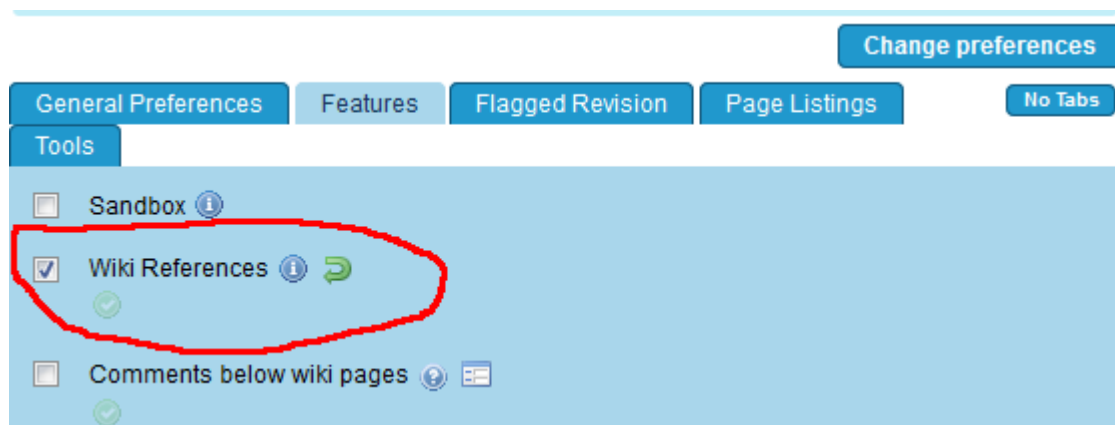 Change preferences
General Preferences Features Flagged Revision Page Listings No Tabs
Tools
Sandbox
Wiki References
Comments below wiki pages